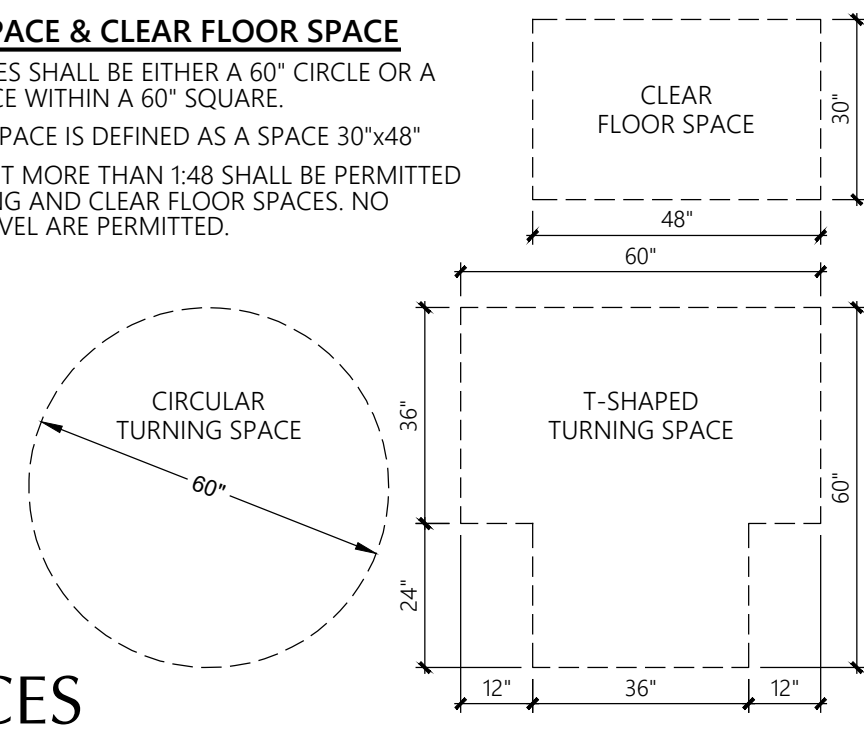 PACE & CLEAR FLOOR SPACE
ES SHALL BE EITHER A 60" CIRCLE OR A
CE WITHIN A 60" SQUARE.
PACE IS DEFINED AS A SPACE 30"x48"
T MORE THAN 1:48 SHALL BE PERMITTED
NG AND CLEAR FLOOR SPACES. NO
VEL ARE PERMITTED.
CLEAR
FLOOR SPACE
30"
48"
60"
CIRCULAR
TURNING SPACE
60"
T-SHAPED
TURNING SPACE
36"
60"
24"
12"
36"
12"
CES